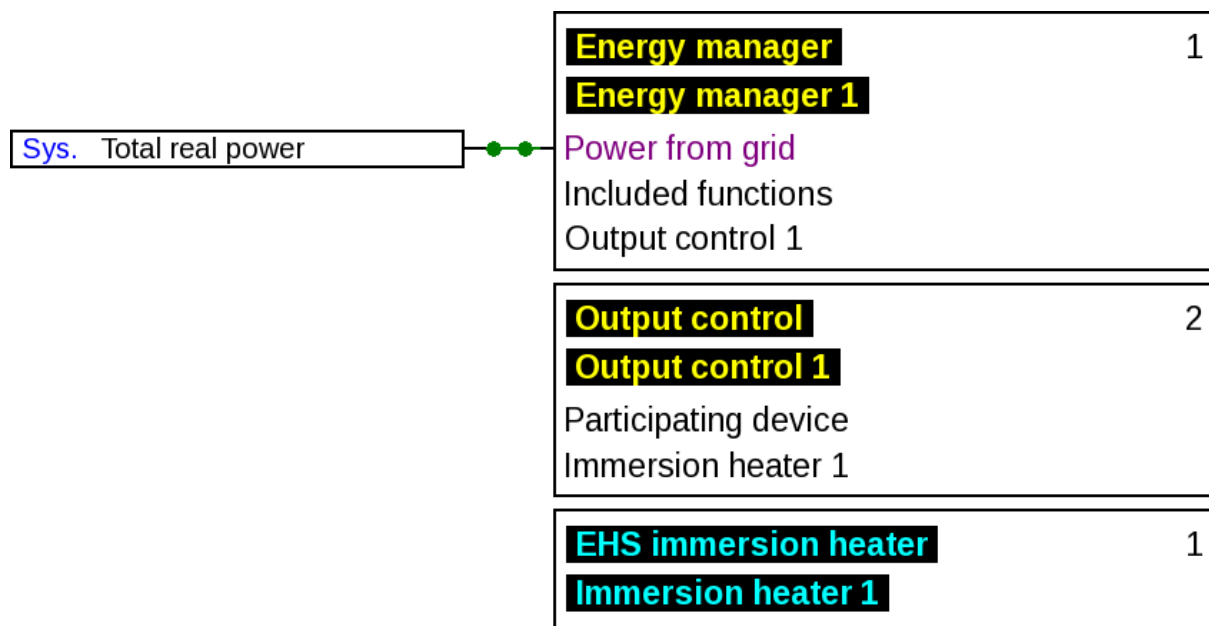 Energy manager 1
Energy manager 1
Sys. Total real power
Power from grid
Included functions
Output control 1
Output control 2
Output control 1
Participating device
Immersion heater 1
EHS immersion heater 1
Immersion heater 1